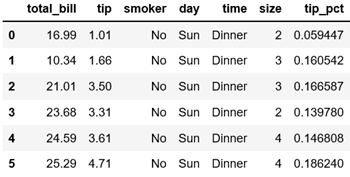 total_bill tip smoker day time size tip_pct
0 16.99 1.01 No Sun Dinner 2 0.059447
1 10.34 1.66 No Sun Dinner 3 0.160542
2 21.01 3.50 No Sun Dinner 3 0.166587
3 23.68 3.31 No Sun Dinner 2 0.139780
4 24.59 3.61 No Sun Dinner 4 0.146808
5 25.29 4.71 No Sun Dinner 4 0.186240